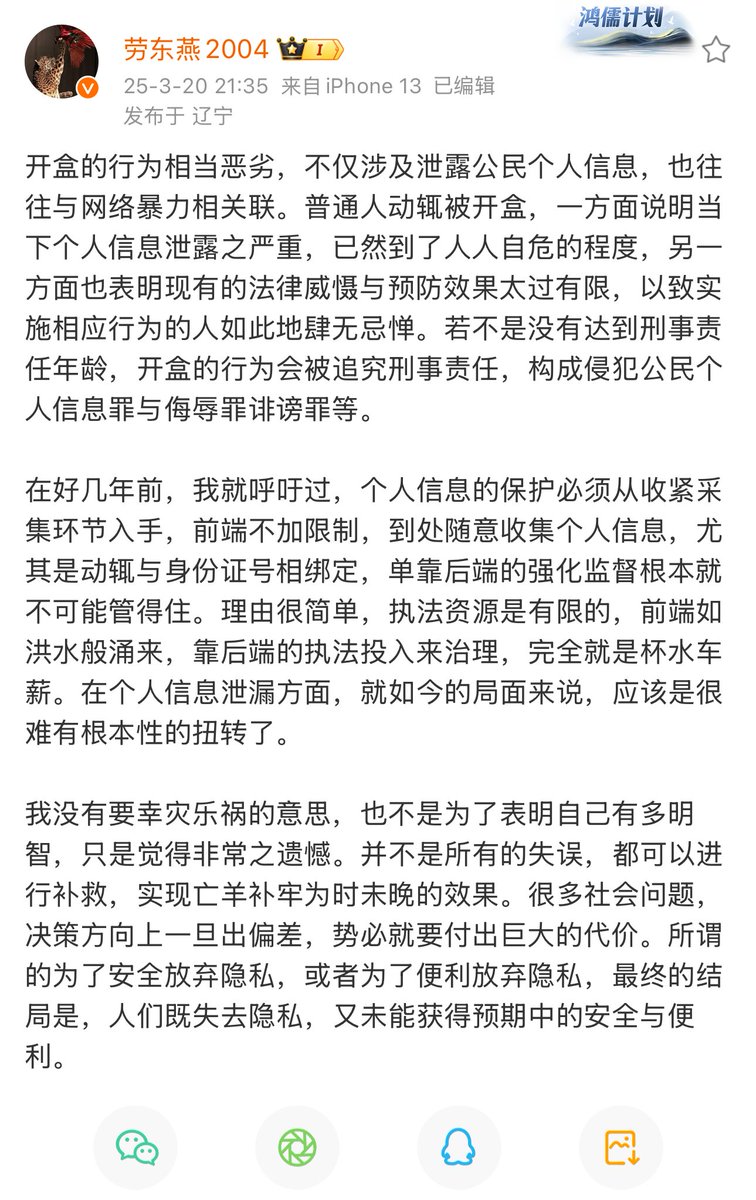 鸿儒计划
劳东燕2004 I
25-3-20 21:35 来自 iPhone 13 已编辑
发布于 辽宁
开盒的行为相当恶劣，不仅涉及泄露公民个人信息，也往
往与网络暴力相关联。普通人动辄被开盒，一方面说明当
下个人信息泄露之严重，已然到了人人自危的程度，另一
方面也表明现有的法律威慑与预防效果太过有限，以致实
施相应行为的人如此地肆无忌惮。若不是没有达到刑事责
任年龄，开盒的行为会被追究刑事责任，构成侵犯公民个
人信息罪与侮辱罪诽谤罪等。
在好几年前，我就呼吁过，个人信息的保护必须从收紧采
集环节入手，前端不加限制，到处随意收集个人信息，尤
其是动辄与身份证号相绑定，单靠后端的强化监督根本就
不可能管得住。理由很简单，执法资源是有限的，前端如
洪水般涌来，靠后端的执法投入来治理，完全就是杯水车
薪。在个人信息泄漏方面，就如今的局面来说，应该是很
难有根本性的扭转了。
我没有要幸灾乐祸的意思，也不是为了表明自己有多明
智，只是觉得非常之遗憾。并不是所有的失误，都可以进
行补救，实现亡羊补牢为时未晚的效果。很多社会问题，
决策方向上一旦出偏差，势必就要付出巨大的代价。所谓
的为了安全放弃隐私，或者为了便利放弃隐私，最终的结
局是，人们既失去隐私，又未能获得预期中的安全与便
利。